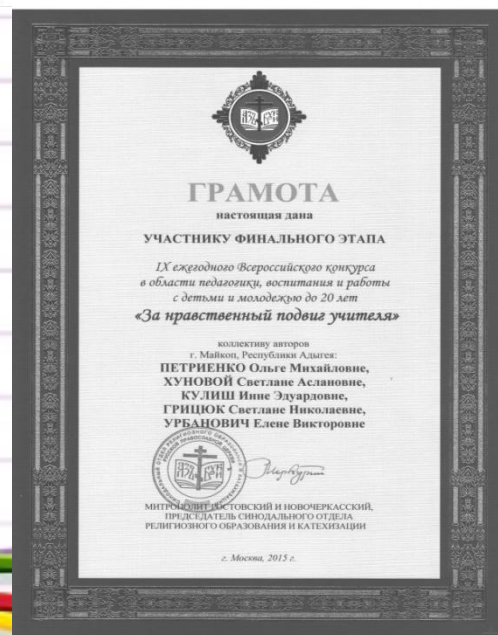 ГРАМОТА
настоящая дана
УЧАСТНИКУ ФИНАЛЬНОГО ЭТАПА
IX ежегодного Всероссийского конкурса
в области педагогики, воспитания и работы
с детьми и молодежью до 20 лет
«За нравственный подвиг учителя»
коллективу авторов
г. Майкоп, Республики Адыгея:
ПЕТРИЕНКО Ольге Михайловне,
ХУНОВОЙ Светлане Аслановне,
КУЛИШ Инне Эдуардовне,
ГРИЦЮК Светлане Николаевне,
УРБАНОВИЧ Елене Викторовне
МИТРОПОЛИТ РОСТОВСКИЙ И НОВОЧЕРКАССКИЙ,
ПРЕДСЕДАТЕЛЬ СИНОДАЛЬНОГО ОТДЕЛА
РЕЛИГИОЗНОГО ОБРАЗОВАНИЯ И КАТЕХИЗАЦИИ
г. Москва, 2015 г.